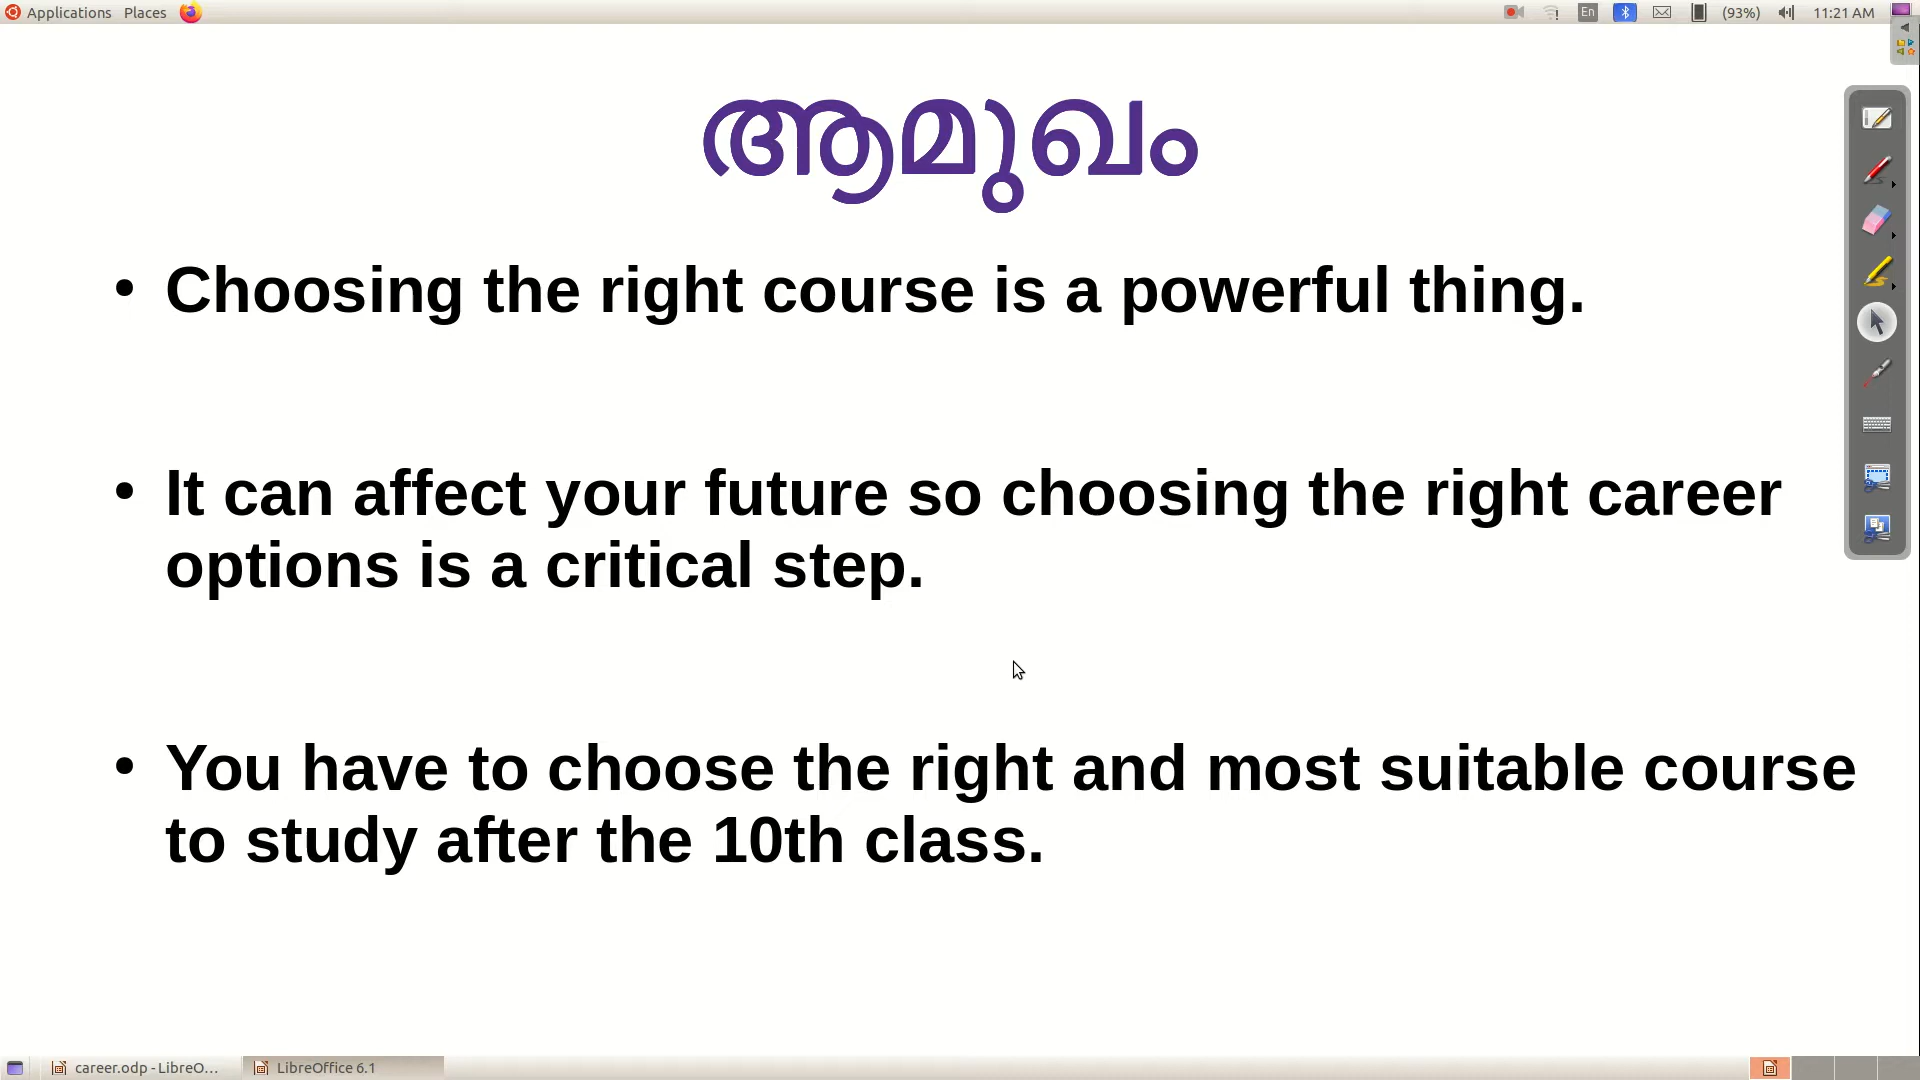 Applications Places En (93%) 11:21 AM
ആമുഖം
• Choosing the right course is a powerful thing.
• It can affect your future so choosing the right career
options is a critical step.
• You have to choose the right and most suitable course
to study after the 10th class.
career.odp - LibreO... LibreOffice 6.1